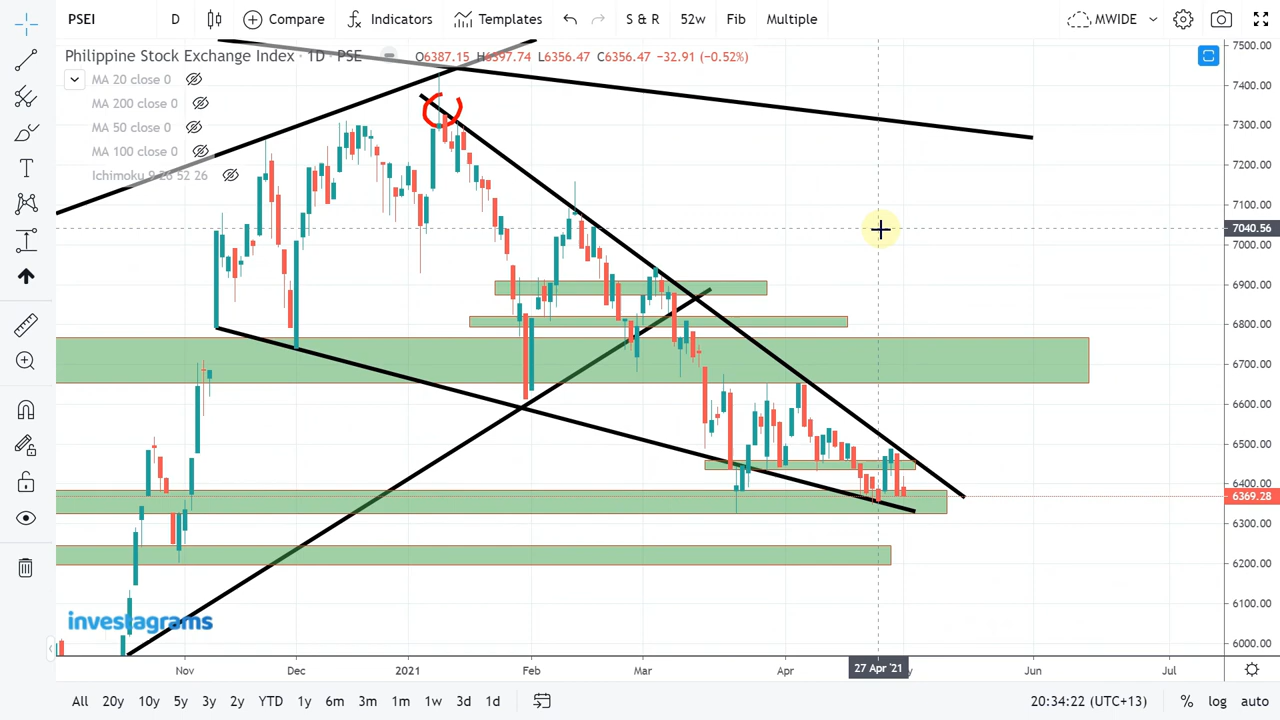 PSEI D Compare Indicators Templates S & R 52w Fib Multiple MWIDE
Philippine Stock Exchange Index · 1D · PSE O6387.15 H6397.74 L6356.47 C6356.47 −32.91 (−0.52%)
MA 20 close 0
MA 200 close 0
MA 50 close 0
MA 100 close 0
Ichimoku 9 26 52 26
7500.00
7400.00
7300.00
7200.00
7100.00
7040.56
7000.00
6900.00
6800.00
6700.00
6600.00
6500.00
6400.00
6369.28
6300.00
6200.00
6100.00
6000.00
investagrams
Nov Dec 2021 Feb Mar Apr 27 Apr '21 Jun Jul
All 20y 10y 5y 3y 2y YTD 1y 6m 3m 1m 1w 3d 1d 20:34:22 (UTC+13) % log auto